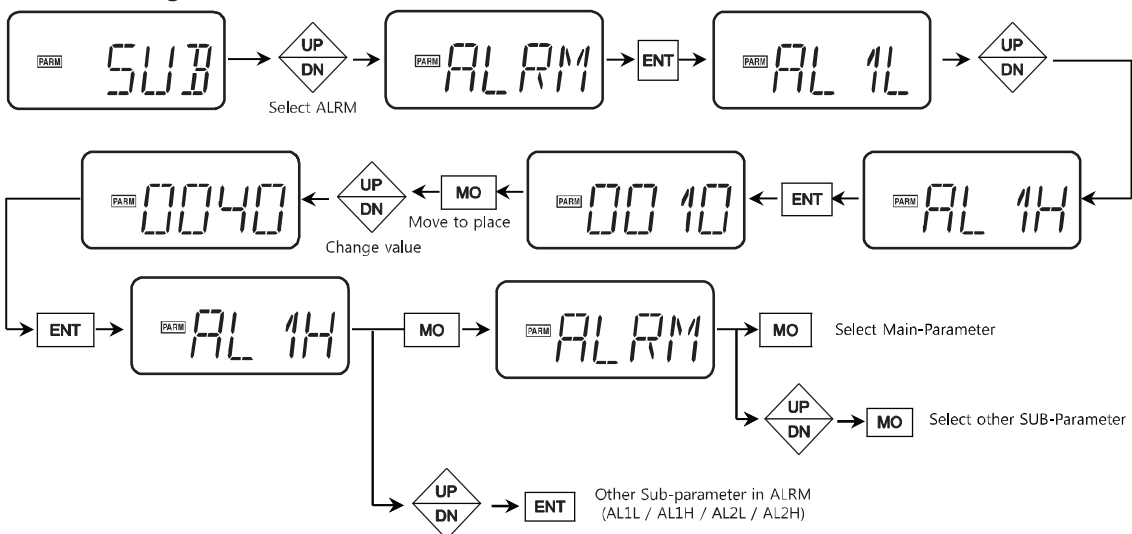 PARM SUB
UP
DN
Select ALRM
PARM ALRM
ENT
PARM AL 1L
UP
DN
PARM AL 1H
ENT
PARM 00 10
MO
Move to place
UP
DN
Change value
PARM 0040
ENT
PARM AL 1H
MO
PARM ALRM
MO
Select Main-Parameter
UP
DN
MO
Select other SUB-Parameter
UP
DN
ENT
Other Sub-parameter in ALRM
(AL1L / AL1H / AL2L / AL2H)